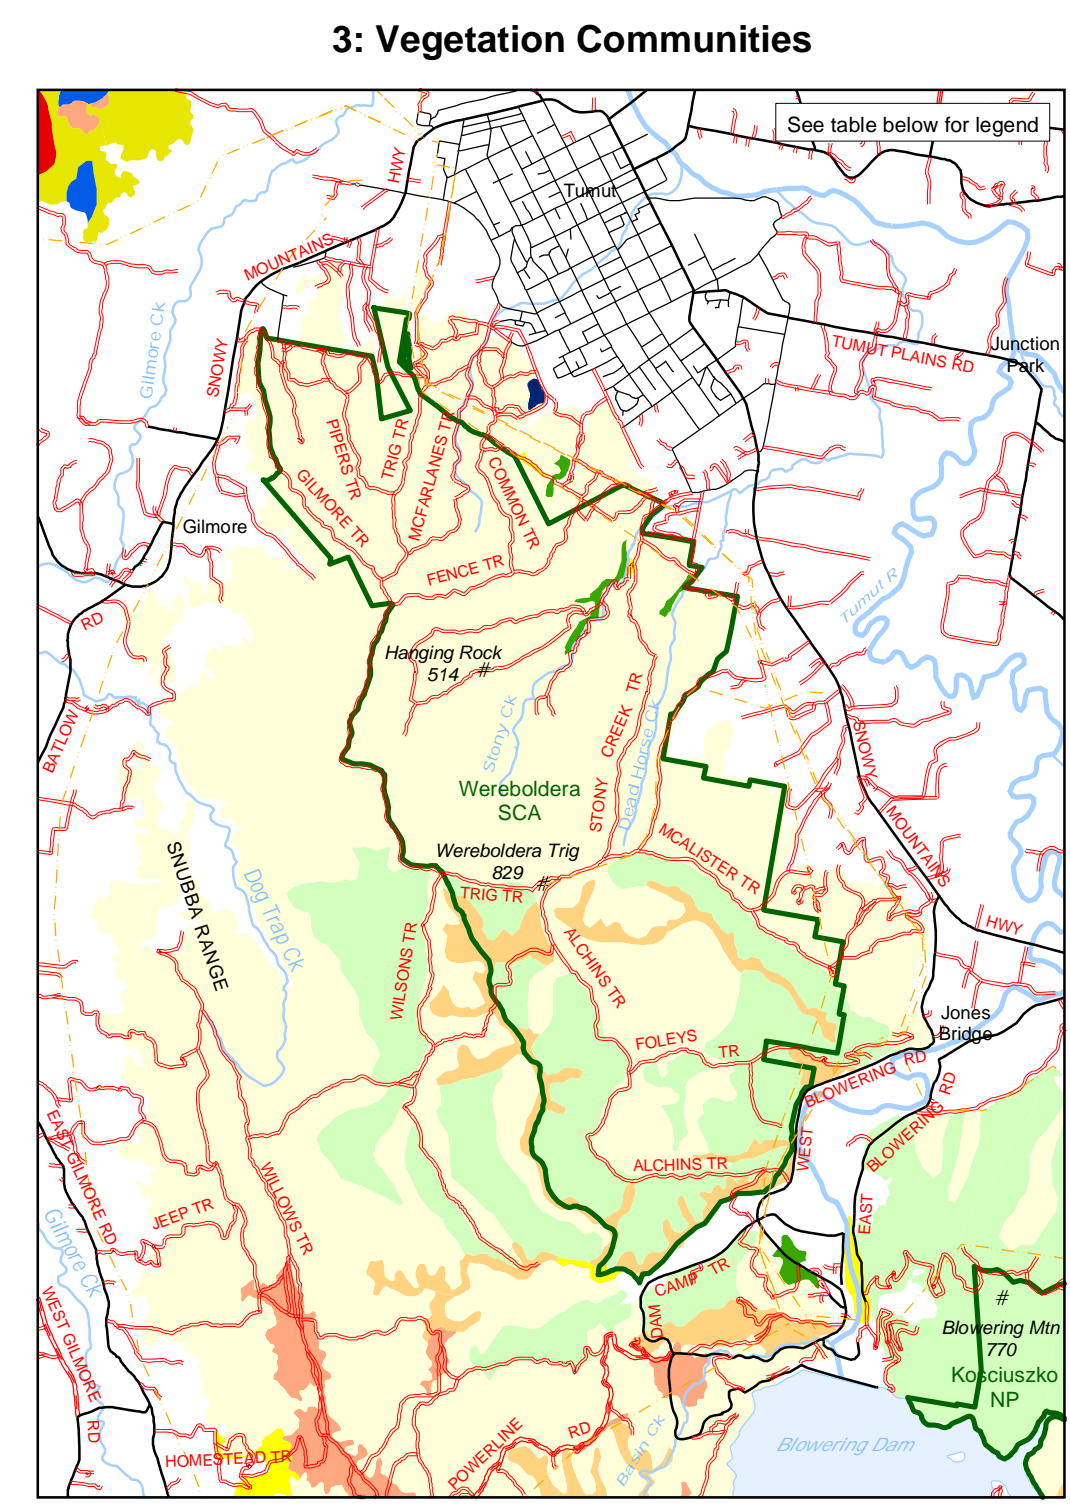 3: Vegetation Communities
See table below for legend
HWY
Tumut
MOUNTAINS
Gilmore Ck
SNOWY
TUMUT PLAINS RD
Junction
Park
PIPERS TR
TRIG TR
MCFARLANES TR
COMMON TR
GILMORE TR
Gilmore
FENCE TR
Tumut R
RD
Hanging Rock
514 #
BATLOW
Stony Ck
STONY CREEK TR
Dead Horse Ck
SNOWY
Wereboldera
SCA
MOUNTAINS
MCALISTER TR
Wereboldera Trig
829 #
TRIG TR
SNUBBA RANGE
Dog Trap Ck
HWY
WILSONS TR
ALCHINS TR
Jones
Bridge
FOLEYS TR
BLOWERING RD
BLOWERING RD
WEST
EAST GILMORE RD
ALCHINS TR
WILLOWS TR
JEEP TR
EAST
Gilmore Ck
CAMP TR
DAM
#
Blowering Mtn
770
WEST GILMORE RD
Kosciuszko
NP
POWERLINE RD
Basin Ck
Blowering Dam
HOMESTEAD TR